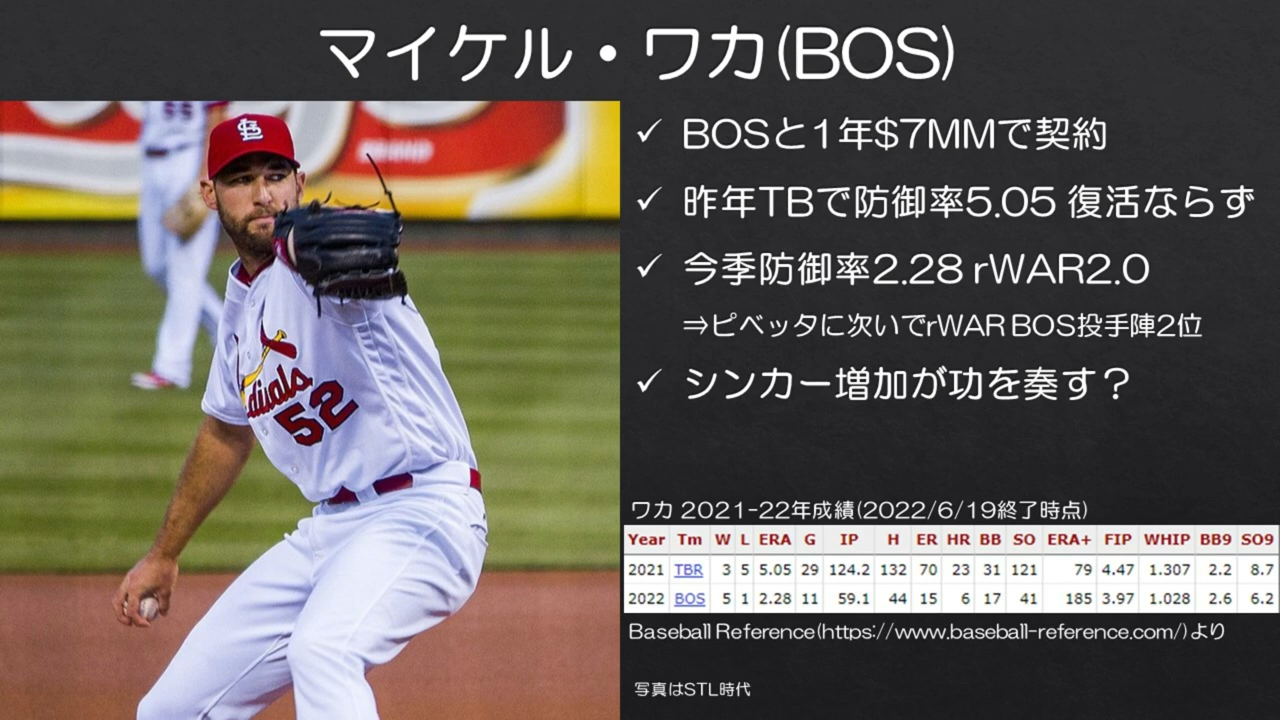 マイケル・ワカ(BOS)
BOSと1年$7MMで契約
昨年TBで防御率5.05 復活ならず
今季防御率2.28 rWAR2.0
⇒ピベッタに次いでrWAR BOS投手陣2位
シンカー増加が功を奏す？
ワカ 2021-22年成績(2022/6/19終了時点)
Year Tm W L ERA G IP H ER HR BB SO ERA+ FIP WHIP BB9 SO9
2021 TBR 3 5 5.05 29 124.2 132 70 23 31 121 79 4.47 1.307 2.2 8.7
2022 BOS 5 1 2.28 11 59.1 44 15 6 17 41 185 3.97 1.028 2.6 6.2
Baseball Reference(https://www.baseball-reference.com/)より
写真はSTL時代
55
STL
dinals
52